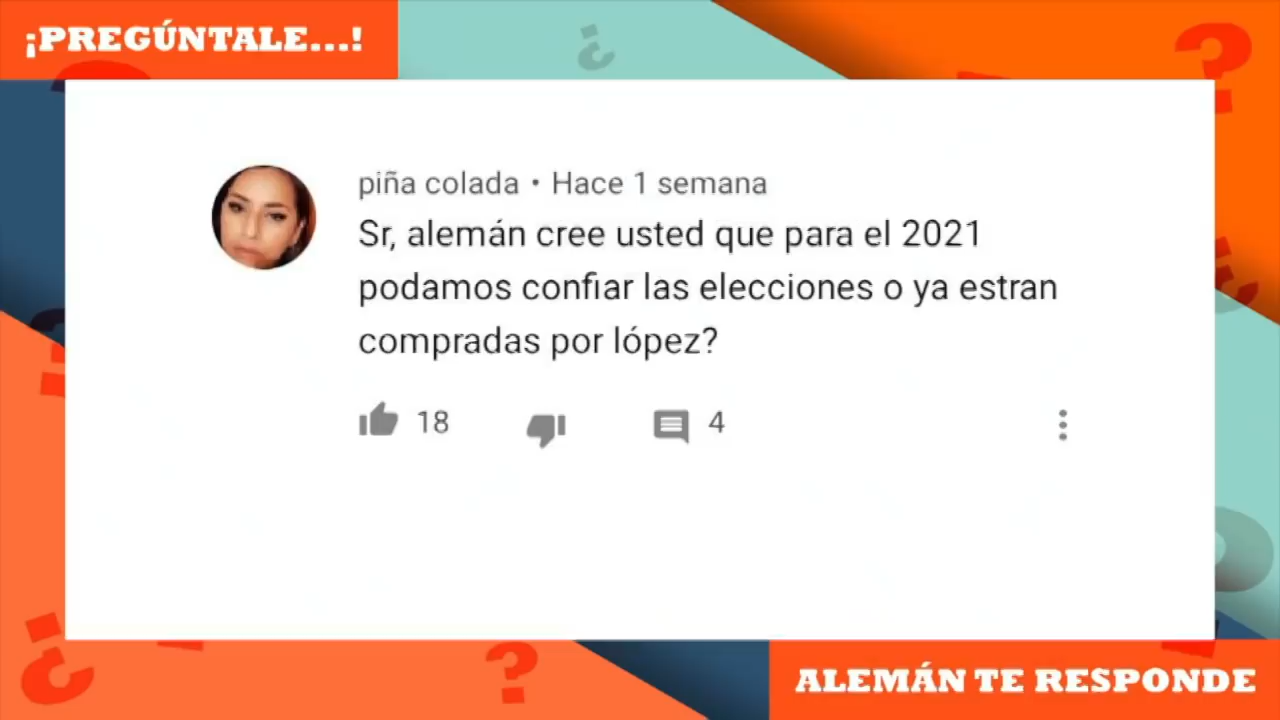 ¡PREGÚNTALE...!
piña colada • Hace 1 semana
Sr, alemán cree usted que para el 2021
podamos confiar las elecciones o ya estran
compradas por lópez?
18 4
ALEMÁN TE RESPONDE